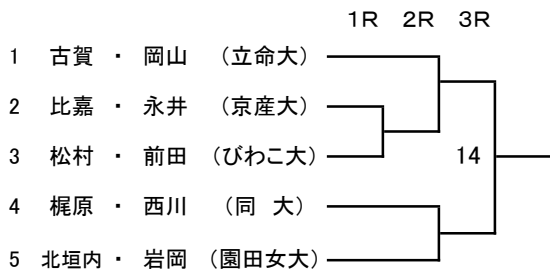 1R 2R 3R
1 古賀 ・ 岡山 (立命大)
2 比嘉 ・ 永井 (京産大)
3 松村 ・ 前田 (びわこ大)
14
4 梶原 ・ 西川 (同 大)
5 北垣内 ・ 岩岡 (園田女大)